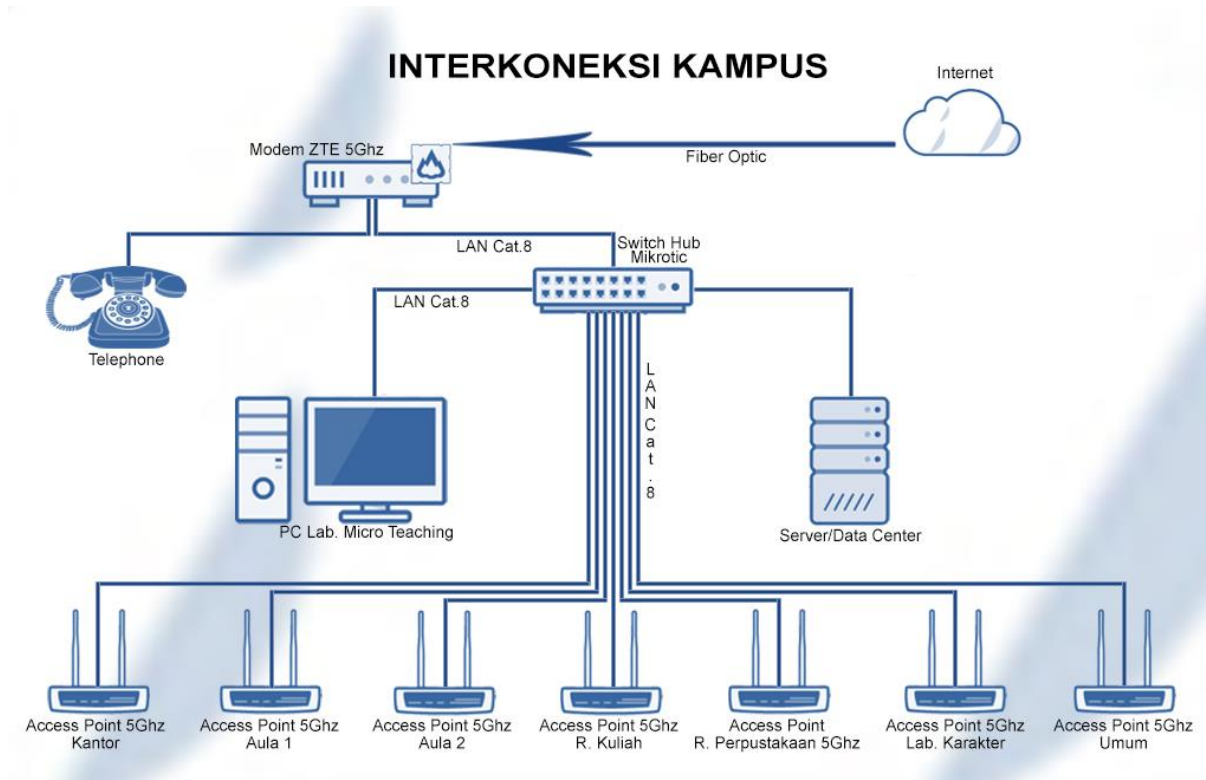 INTERKONEKSI KAMPUS
Internet
Modem ZTE 5Ghz
Fiber Optic
LAN Cat.8
Switch Hub
Mikrotic
LAN Cat.8
Telephone
LAN Cat.8
PC Lab. Micro Teaching
Server/Data Center
Access Point 5Ghz
Kantor
Access Point 5Ghz
Aula 1
Access Point 5Ghz
Aula 2
Access Point 5Ghz
R. Kuliah
Access Point
R. Perpustakaan 5Ghz
Access Point 5Ghz
Lab. Karakter
Access Point 5Ghz
Umum